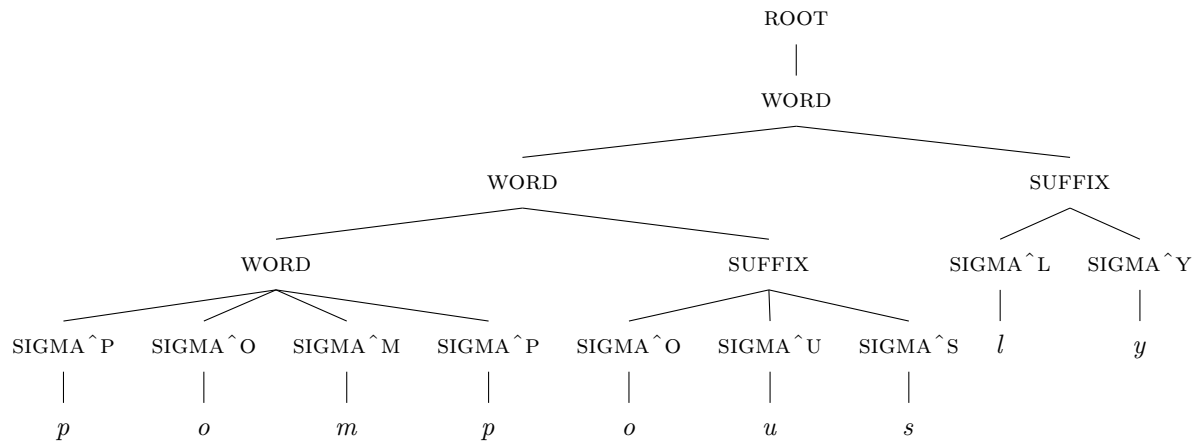 ROOT
WORD
WORD SUFFIX
WORD SUFFIX SIGMA^L SIGMA^Y
SIGMA^P SIGMA^O SIGMA^M SIGMA^P SIGMA^O SIGMA^U SIGMA^S l y
p o m p o u s